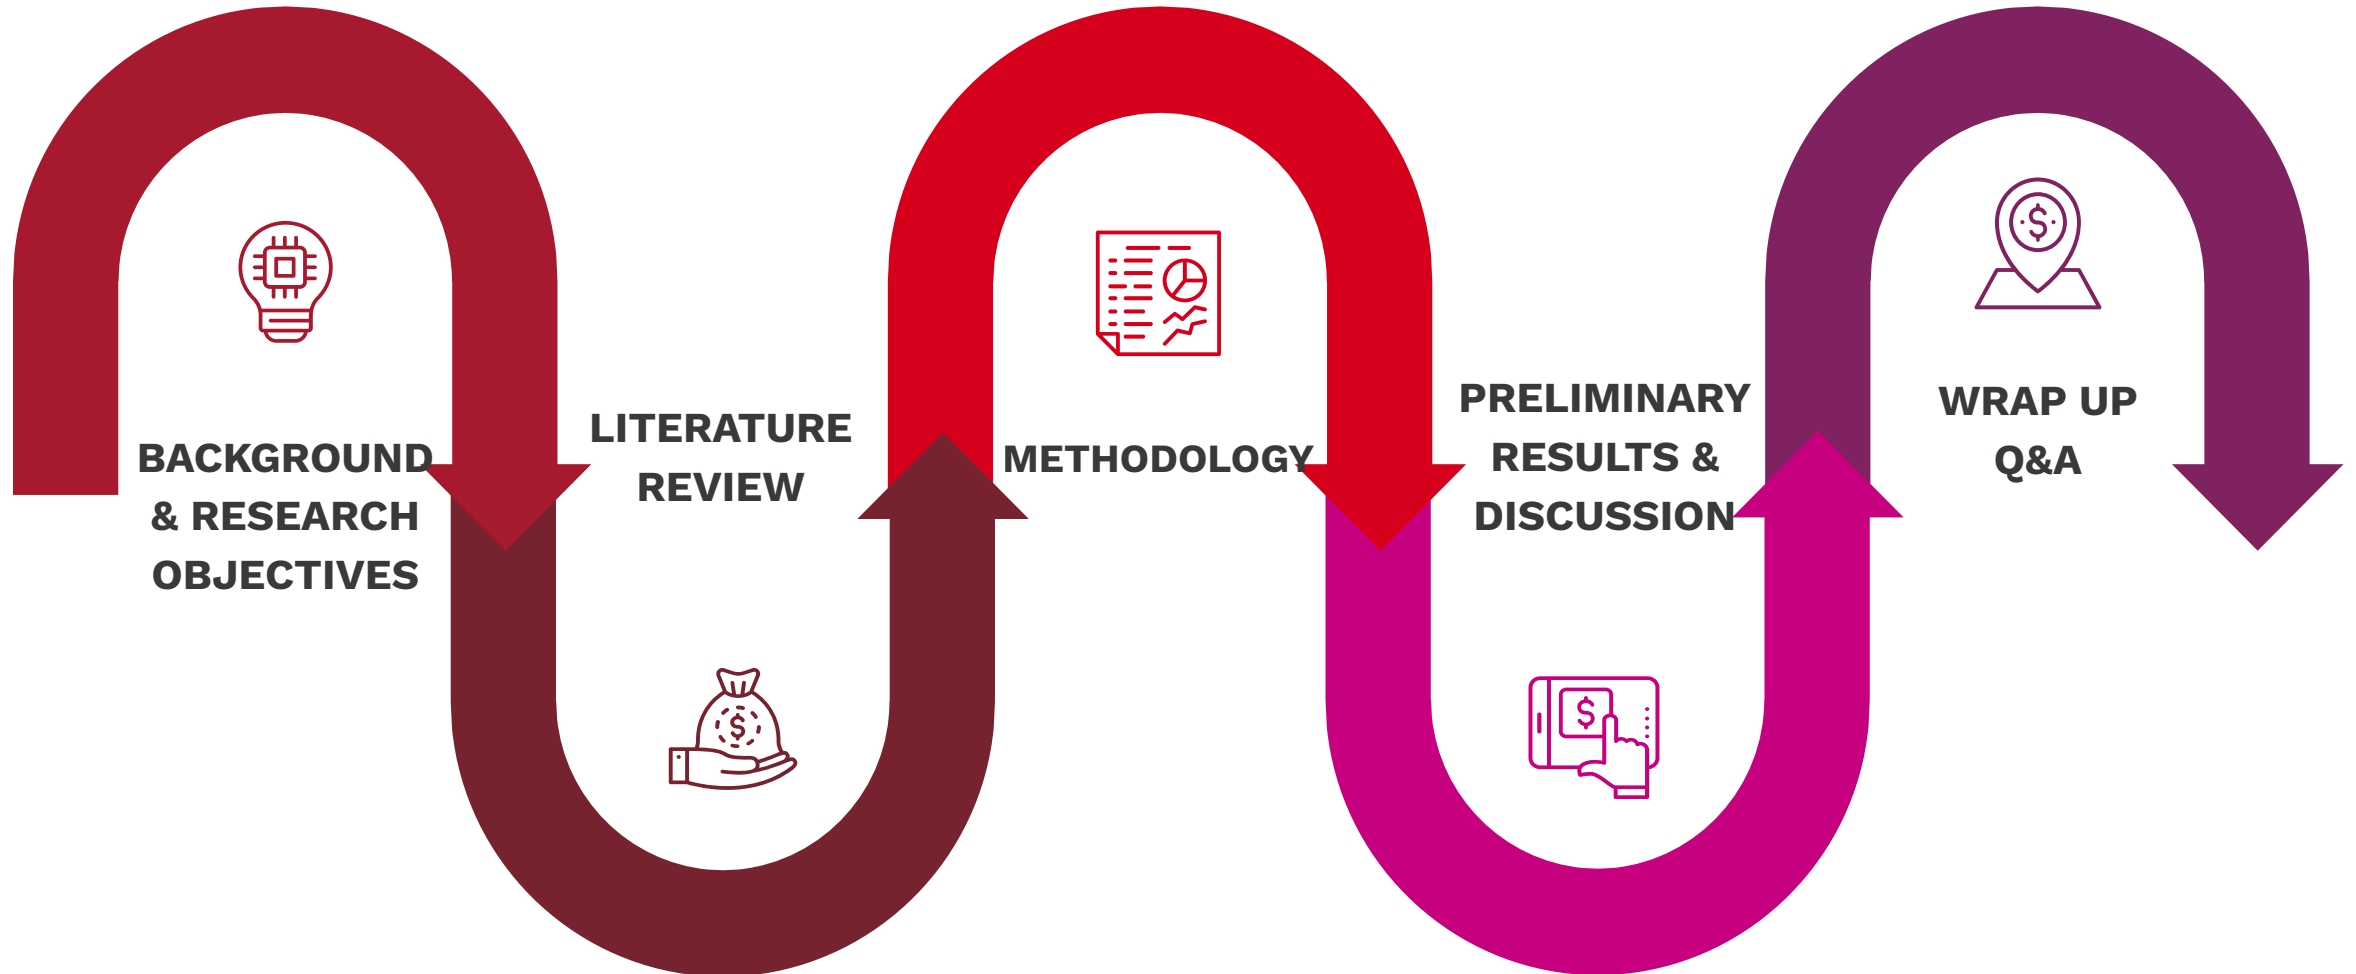 BACKGROUND
& RESEARCH
OBJECTIVES
LITERATURE
REVIEW
METHODOLOGY
PRELIMINARY
RESULTS &
DISCUSSION
WRAP UP
Q&A
$
$
$